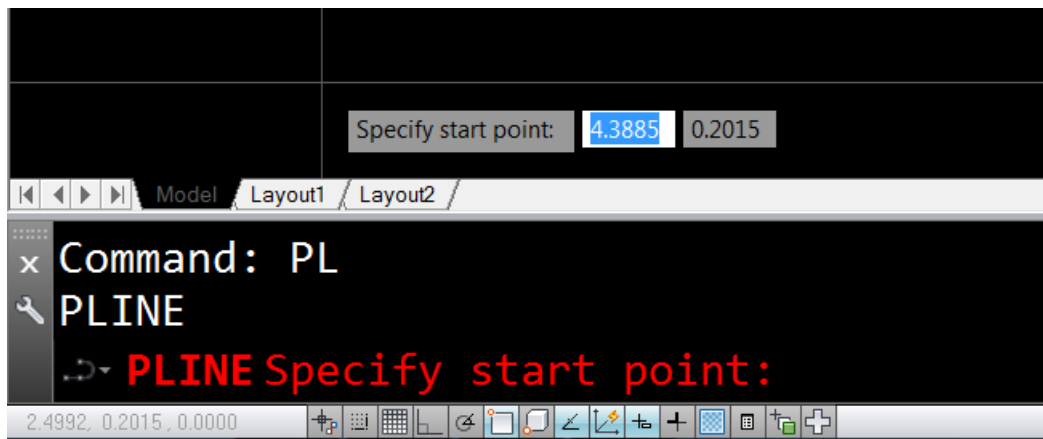 Specify start point: 4.3885 0.2015
Model Layout1 Layout2
Command: PL
PLINE
PLINE Specify start point:
2.4992, 0.2015, 0.0000